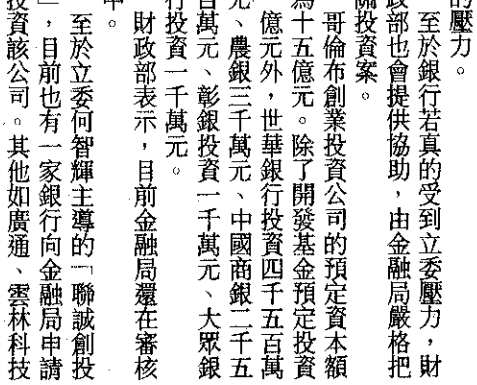 的壓力。
至於銀行若真的受到立委壓力，財
政部也會提供協助，由金融局嚴格把
關投資案。
哥倫布創業投資公司的預定資本額
為十五億元。除了開發基金預定投資
億元外，世華銀行投資四千五百萬
元、農銀三千萬元、中國商銀二千五
百萬元、彰銀投資一千萬元、大眾銀
行投資一千萬元。
財政部表示，目前金融局還在審核
中。
至於立委何智輝主導的「聯誠創投
」，目前也有一家銀行向金融局申請
投資該公司。其他如廣通、雲林科技